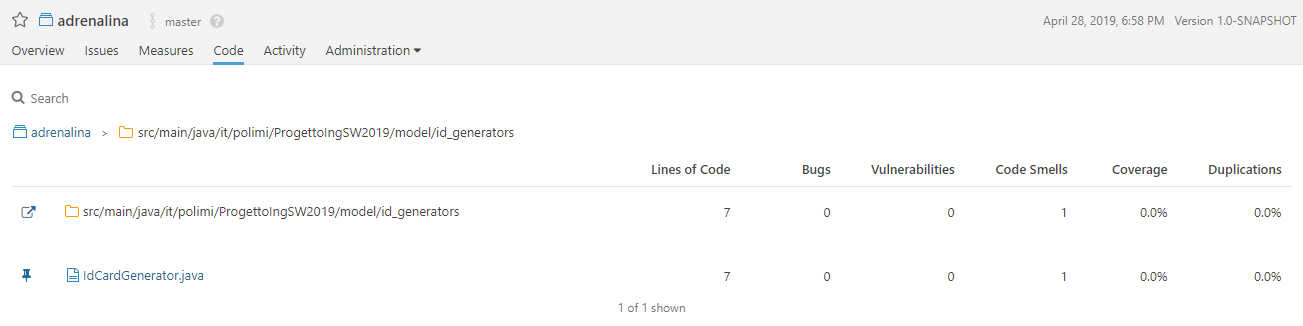 adrenalina master ? April 28, 2019, 6:58 PM Version 1.0-SNAPSHOT
Overview Issues Measures Code Activity Administration
Search
adrenalina > src/main/java/it/polimi/ProgettoIngSW2019/model/id_generators
Lines of Code Bugs Vulnerabilities Code Smells Coverage Duplications
src/main/java/it/polimi/ProgettoIngSW2019/model/id_generators 7 0 0 1 0.0% 0.0%
IdCardGenerator.java 7 0 0 1 0.0% 0.0%
1 of 1 shown